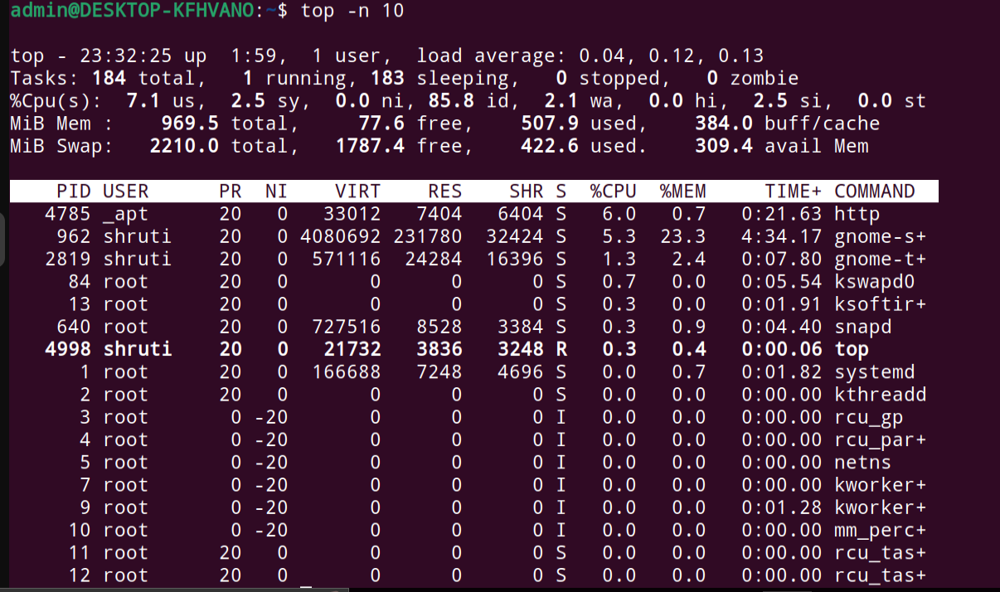 admin@DESKTOP-KFHVANO:~$ top -n 10
top - 23:32:25 up  1:59,  1 user,  load average: 0.04, 0.12, 0.13
Tasks: 184 total,   1 running, 183 sleeping,   0 stopped,   0 zombie
%Cpu(s):  7.1 us,  2.5 sy,  0.0 ni, 85.8 id,  2.1 wa,  0.0 hi,  2.5 si,  0.0 st
MiB Mem :    969.5 total,     77.6 free,    507.9 used,    384.0 buff/cache
MiB Swap:   2210.0 total,   1787.4 free,    422.6 used.    309.4 avail Mem
    PID USER      PR  NI    VIRT    RES    SHR S  %CPU  %MEM     TIME+ COMMAND
   4785 _apt      20   0   33012   7404   6404 S   6.0   0.7   0:21.63 http
    962 shruti    20   0 4080692 231780  32424 S   5.3  23.3   4:34.17 gnome-s+
   2819 shruti    20   0  571116  24284  16396 S   1.3   2.4   0:07.80 gnome-t+
     84 root      20   0       0      0      0 S   0.7   0.0   0:05.54 kswapd0
     13 root      20   0       0      0      0 S   0.3   0.0   0:01.91 ksoftir+
    640 root      20   0  727516   8528   3384 S   0.3   0.9   0:04.40 snapd
   4998 shruti    20   0   21732   3836   3248 R   0.3   0.4   0:00.06 top
      1 root      20   0  166688   7248   4696 S   0.0   0.7   0:01.82 systemd
      2 root      20   0       0      0      0 S   0.0   0.0   0:00.00 kthreadd
      3 root       0 -20       0      0      0 I   0.0   0.0   0:00.00 rcu_gp
      4 root       0 -20       0      0      0 I   0.0   0.0   0:00.00 rcu_par+
      5 root       0 -20       0      0      0 I   0.0   0.0   0:00.00 netns
      7 root       0 -20       0      0      0 I   0.0   0.0   0:00.00 kworker+
      9 root       0 -20       0      0      0 I   0.0   0.0   0:01.28 kworker+
     10 root       0 -20       0      0      0 I   0.0   0.0   0:00.00 mm_perc+
     11 root      20   0       0      0      0 S   0.0   0.0   0:00.00 rcu_tas+
     12 root      20   0       0      0      0 S   0.0   0.0   0:00.00 rcu_tas+